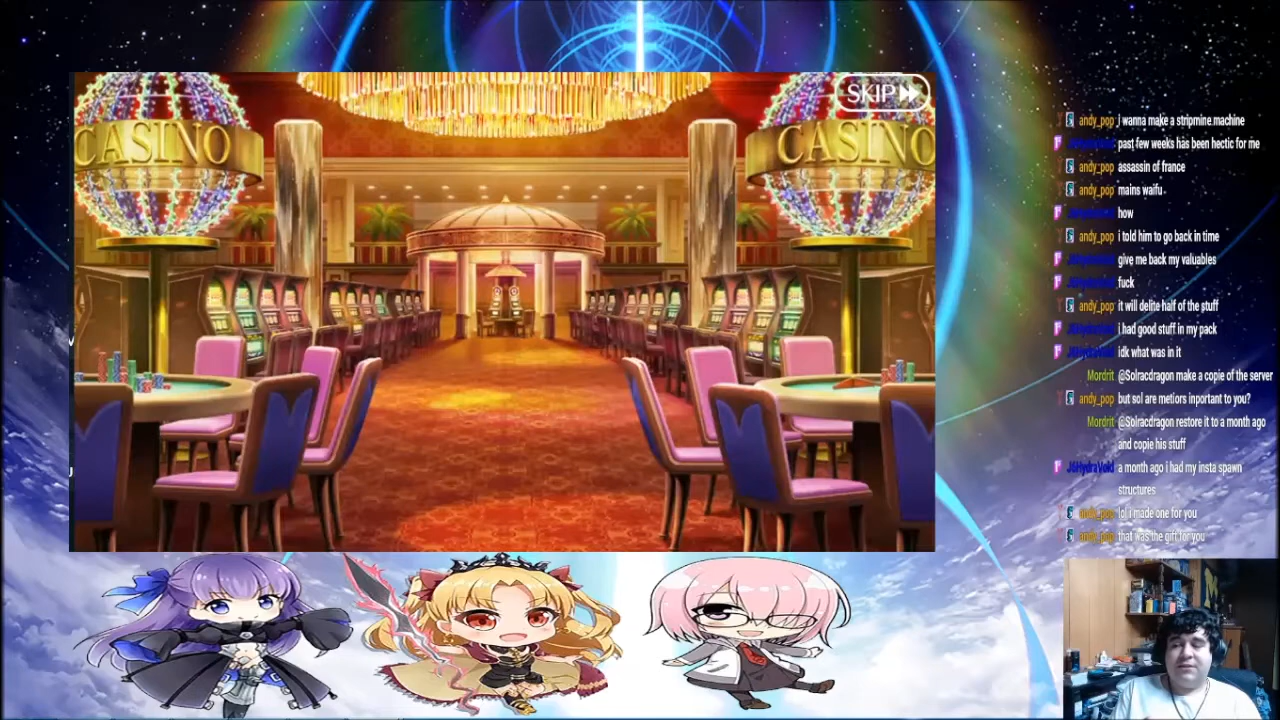 SKIP
CASINO
CASINO
andy_pop i wanna make a stripmine machine
past few weeks has been hectic for me
andy_pop assassin of france
andy_pop mains waifu
how
andy_pop i told him to go back in time
give me back my valuables
fuck
andy_pop it will delite half of the stuff
i had good stuff in my pack
idk what was in it
Mordrit @Solracdragon make a copie of the server
andy_pop but sol are metiors inportant to you?
Mordrit @Solracdragon restore it to a month ago
and copie his stuff
J6HydraVoid a month ago i had my insta spawn
structures
andy_pop lol i made one for you
andy_pop that was the gift for you